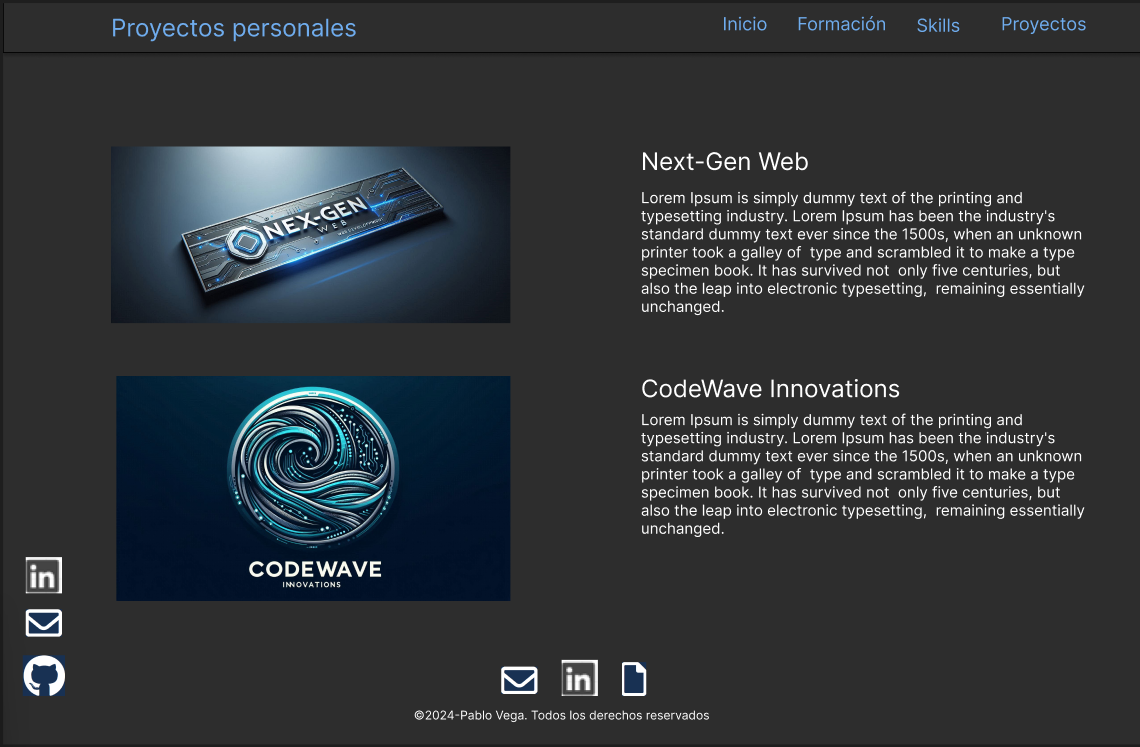 Proyectos personales
Inicio
Formación
Skills
Proyectos
NEX-GEN
WEB
Next-Gen Web
Lorem Ipsum is simply dummy text of the printing and
typesetting industry. Lorem Ipsum has been the industry's
standard dummy text ever since the 1500s, when an unknown
printer took a galley of  type and scrambled it to make a type
specimen book. It has survived not  only five centuries, but
also the leap into electronic typesetting,  remaining essentially
unchanged.
CODEWAVE
INNOVATIONS
CodeWave Innovations
Lorem Ipsum is simply dummy text of the printing and
typesetting industry. Lorem Ipsum has been the industry's
standard dummy text ever since the 1500s, when an unknown
printer took a galley of  type and scrambled it to make a type
specimen book. It has survived not  only five centuries, but
also the leap into electronic typesetting,  remaining essentially
unchanged.
in
in
©2024-Pablo Vega. Todos los derechos reservados